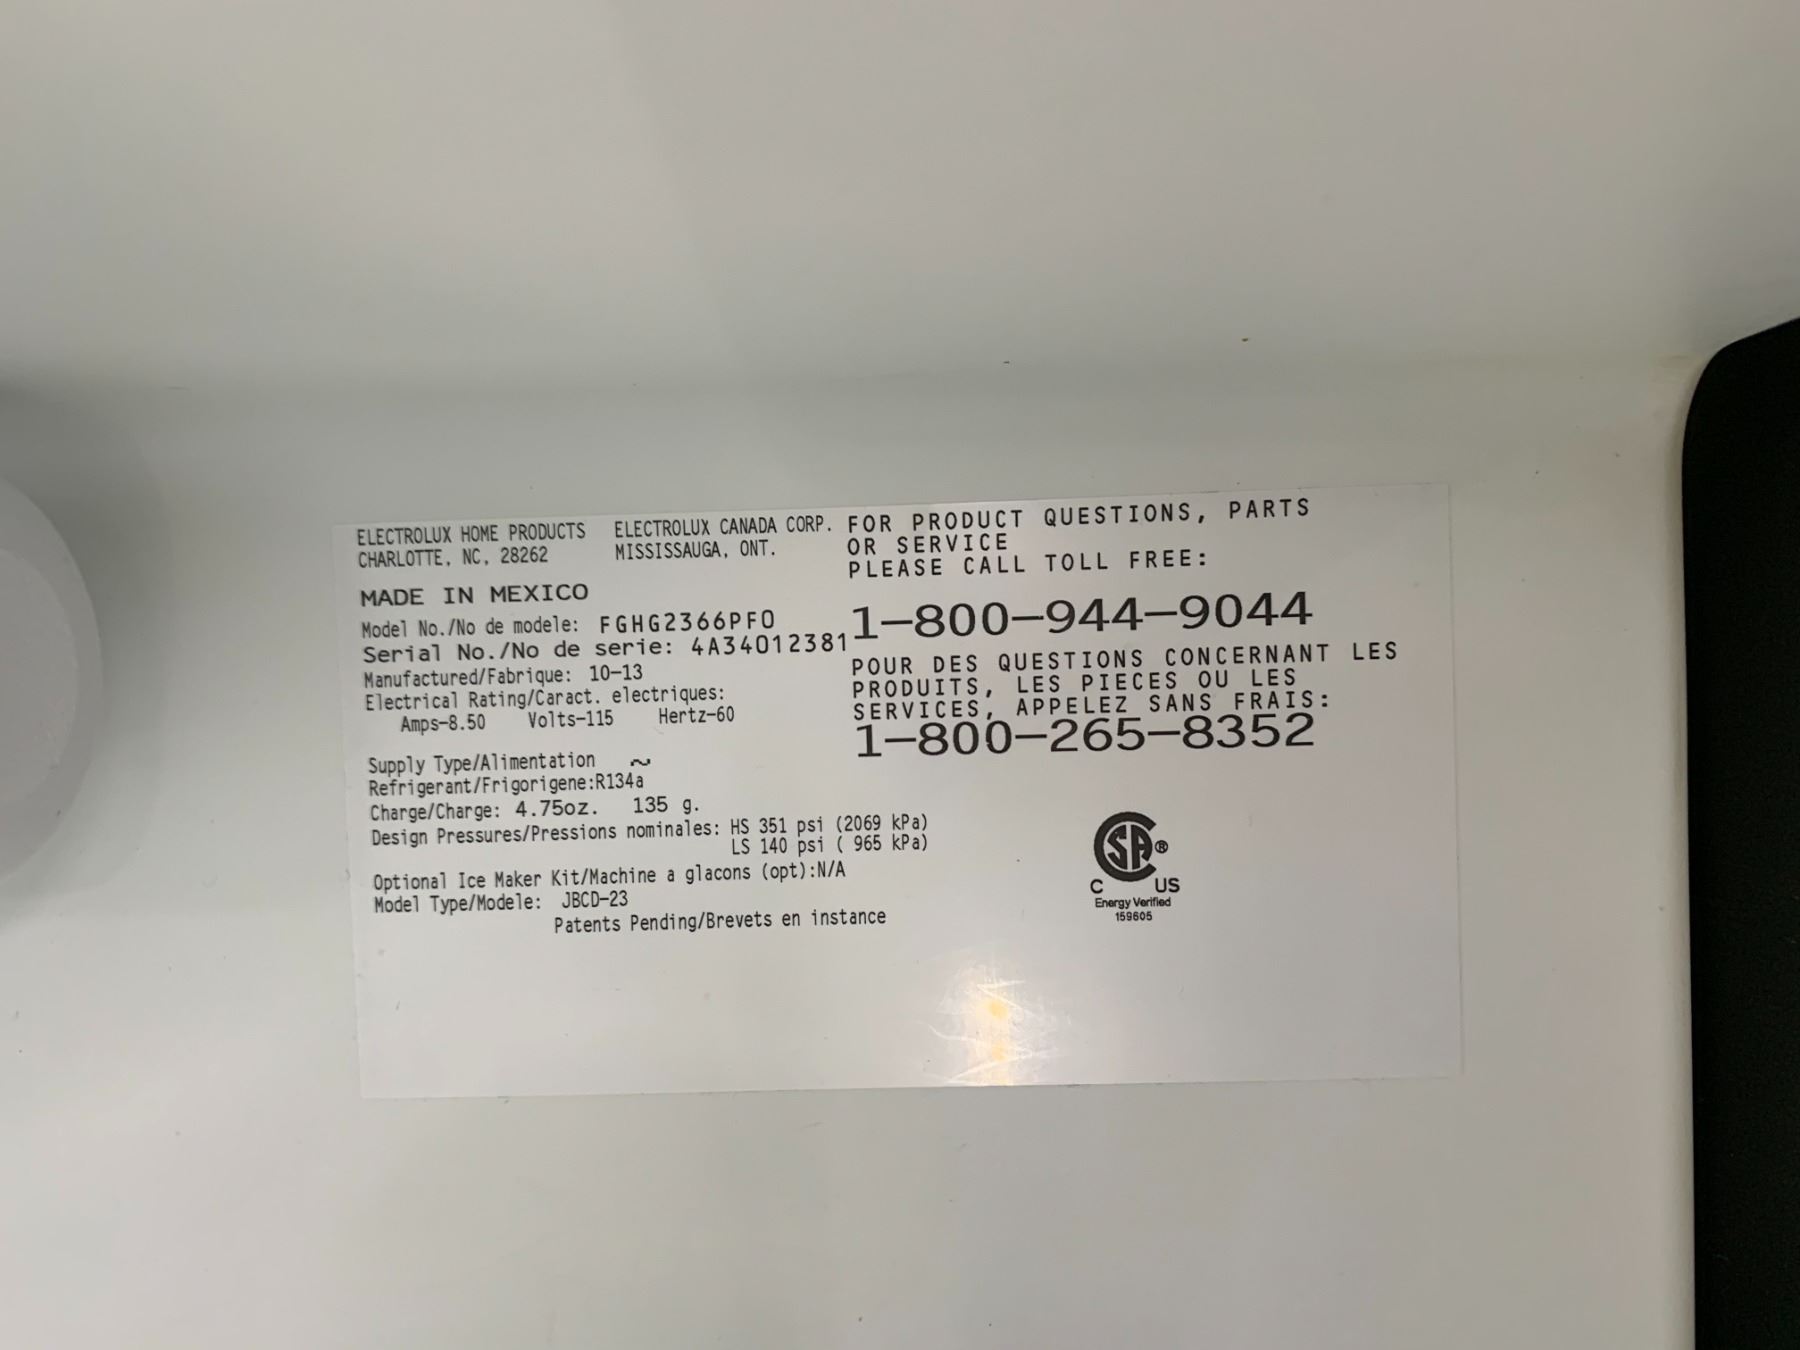 ELECTROLUX HOME PRODUCTS
CHARLOTTE, NC, 28262
ELECTROLUX CANADA CORP.
MISSISSAUGA, ONT.
MADE IN MEXICO
Model No./No de modele: FGHG2366PF0
Serial No./No de serie: 4A34012381
Manufactured/Fabrique: 10-13
Electrical Rating/Caract. electriques:
Amps-8.50 Volts-115 Hertz-60
Supply Type/Alimentation ~
Refrigerant/Frigorigene:R134a
Charge/Charge: 4.75oz. 135 g.
Design Pressures/Pressions nominales: HS 351 psi (2069 kPa)
LS 140 psi ( 965 kPa)
Optional Ice Maker Kit/Machine a glacons (opt):N/A
Model Type/Modele: JBCD-23
Patents Pending/Brevets en instance
FOR PRODUCT QUESTIONS, PARTS
OR SERVICE
PLEASE CALL TOLL FREE:
1-800-944-9044
POUR DES QUESTIONS CONCERNANT LES
PRODUITS, LES PIECES OU LES
SERVICES, APPELEZ SANS FRAIS:
1-800-265-8352
SA®
C US
Energy Verified
159605